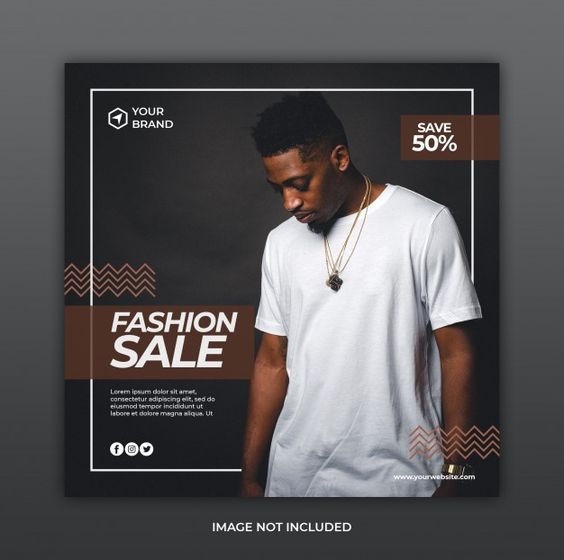 YOUR
BRAND
SAVE
50%
FASHION
SALE
Lorem ipsum dolor sit amet,
consectetur adipiscing elit, sed
do eiusmod tempor
incididunt ut
labore et dolore magna aliqua. Ut
www.yourwebsite.com
IMAGE NOT INCLUDED